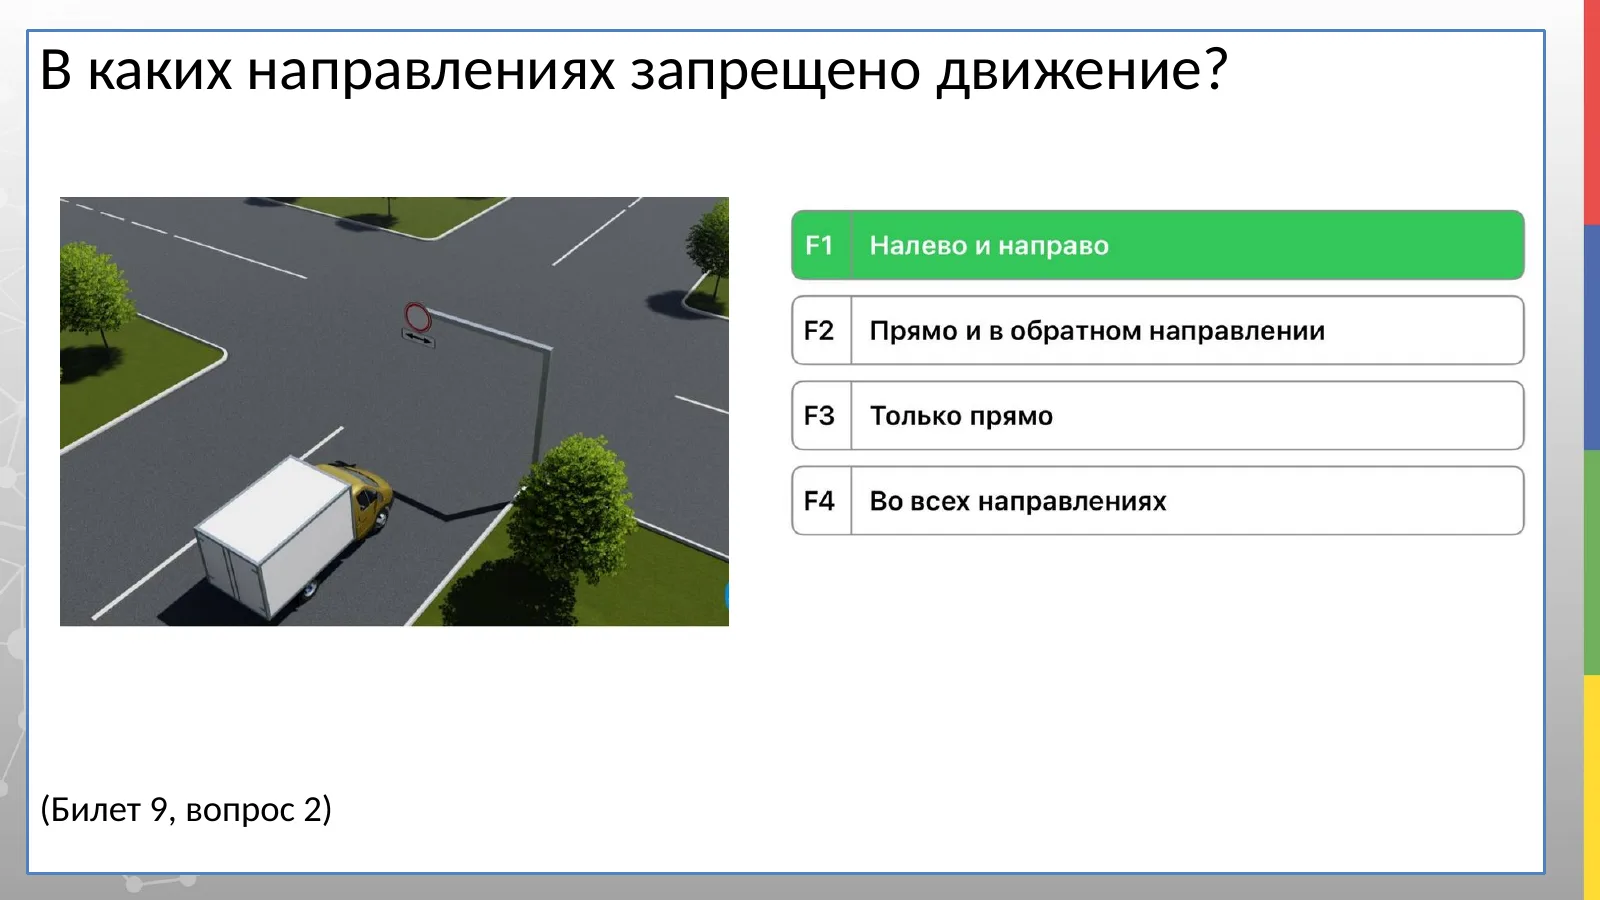 В каких направлениях запрещено движение?
F1 Налево и направо
F2 Прямо и в обратном направлении
F3 Только прямо
F4 Во всех направлениях
(Билет 9, вопрос 2)